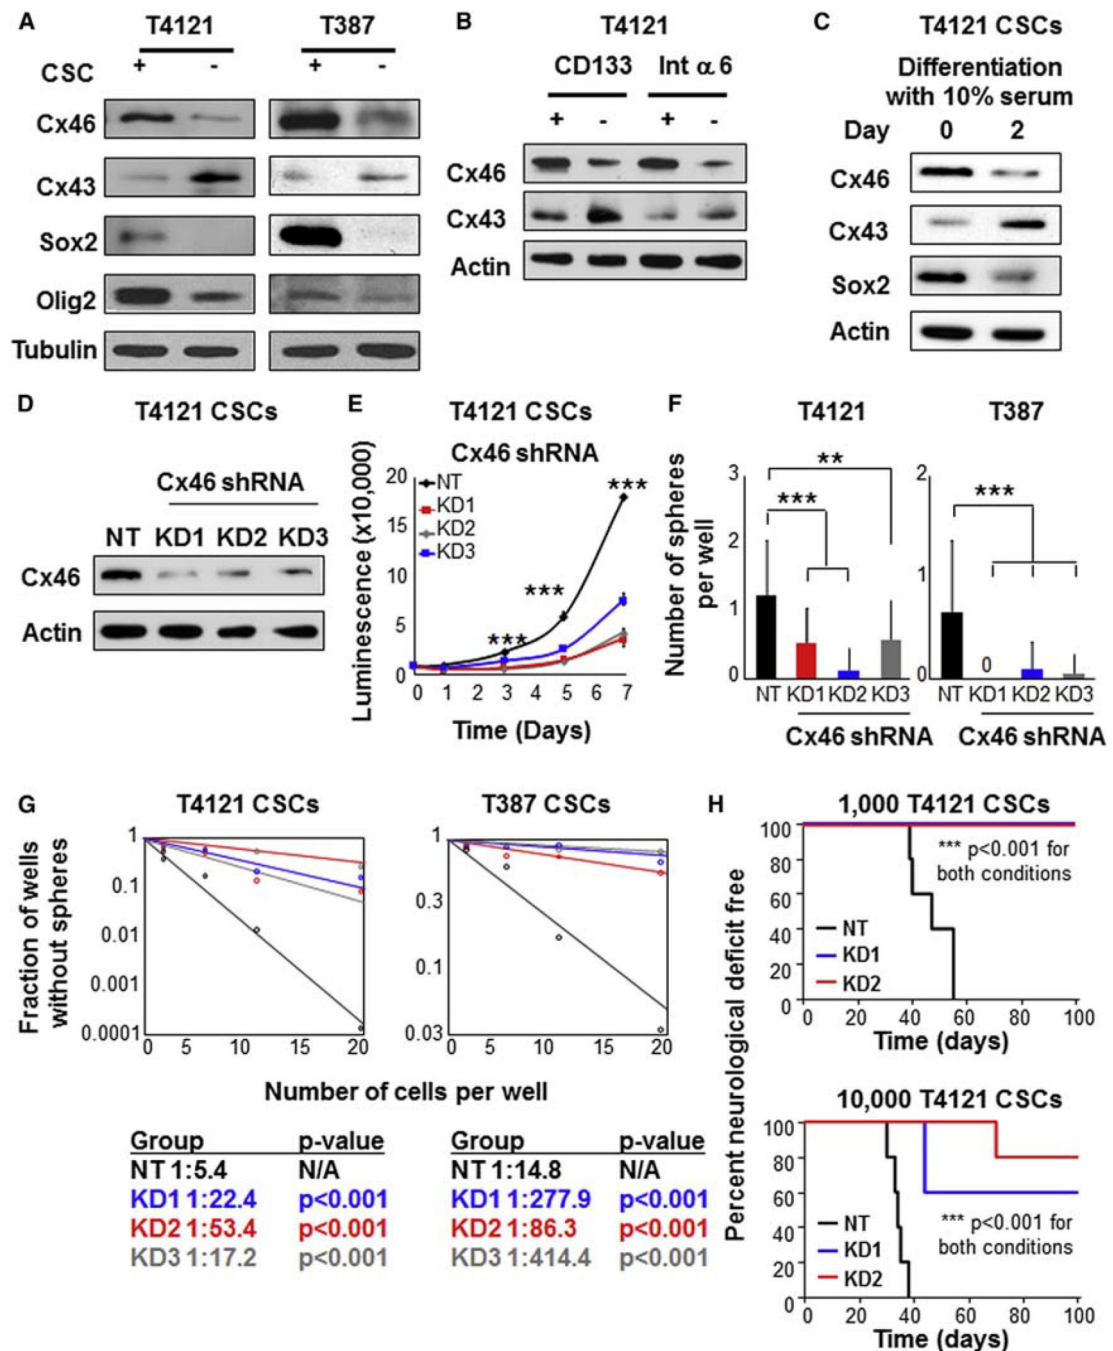 A
T4121
T387
CSC
+
-
+
-
Cx46
Cx43
Sox2
Olig2
Tubulin
B
T4121
CD133
Int α6
+
-
+
-
Cx46
Cx43
Actin
C
T4121 CSCs
Differentiation
with 10% serum
Day
0
2
Cx46
Cx43
Sox2
Actin
D
T4121 CSCs
Cx46 shRNA
NT KD1 KD2 KD3
Cx46
Actin
E
T4121 CSCs
Cx46 shRNA
Luminescence (x10,000)
20
15
10
5
0
NT
KD1
KD2
KD3
***
***
***
0 1 3 5 7
Time (Days)
F
T4121
T387
Number of spheres
per well
3
2
1
0
**
***
NT KD1 KD2 KD3
Cx46 shRNA
2
1
0
***
0
NT KD1 KD2 KD3
Cx46 shRNA
G
T4121 CSCs
T387 CSCs
Fraction of wells
without spheres
1
0.1
0.01
0.001
0.0001
0 5 10 15 20
1
0.3
0.1
0.03
0 5 10 15 20
Number of cells per well
Group p-value
NT 1:5.4 N/A
KD1 1:22.4 p<0.001
KD2 1:53.4 p<0.001
KD3 1:17.2 p<0.001
Group p-value
NT 1:14.8 N/A
KD1 1:277.9 p<0.001
KD2 1:86.3 p<0.001
KD3 1:414.4 p<0.001
H
Percent neurological deficit free
1,000 T4121 CSCs
100
80
60
40
20
0
*** p<0.001 for
both conditions
NT
KD1
KD2
0 20 40 60 80 100
Time (days)
10,000 T4121 CSCs
100
80
60
40
20
0
NT
KD1
KD2
*** p<0.001 for
both conditions
0 20 40 60 80 100
Time (days)